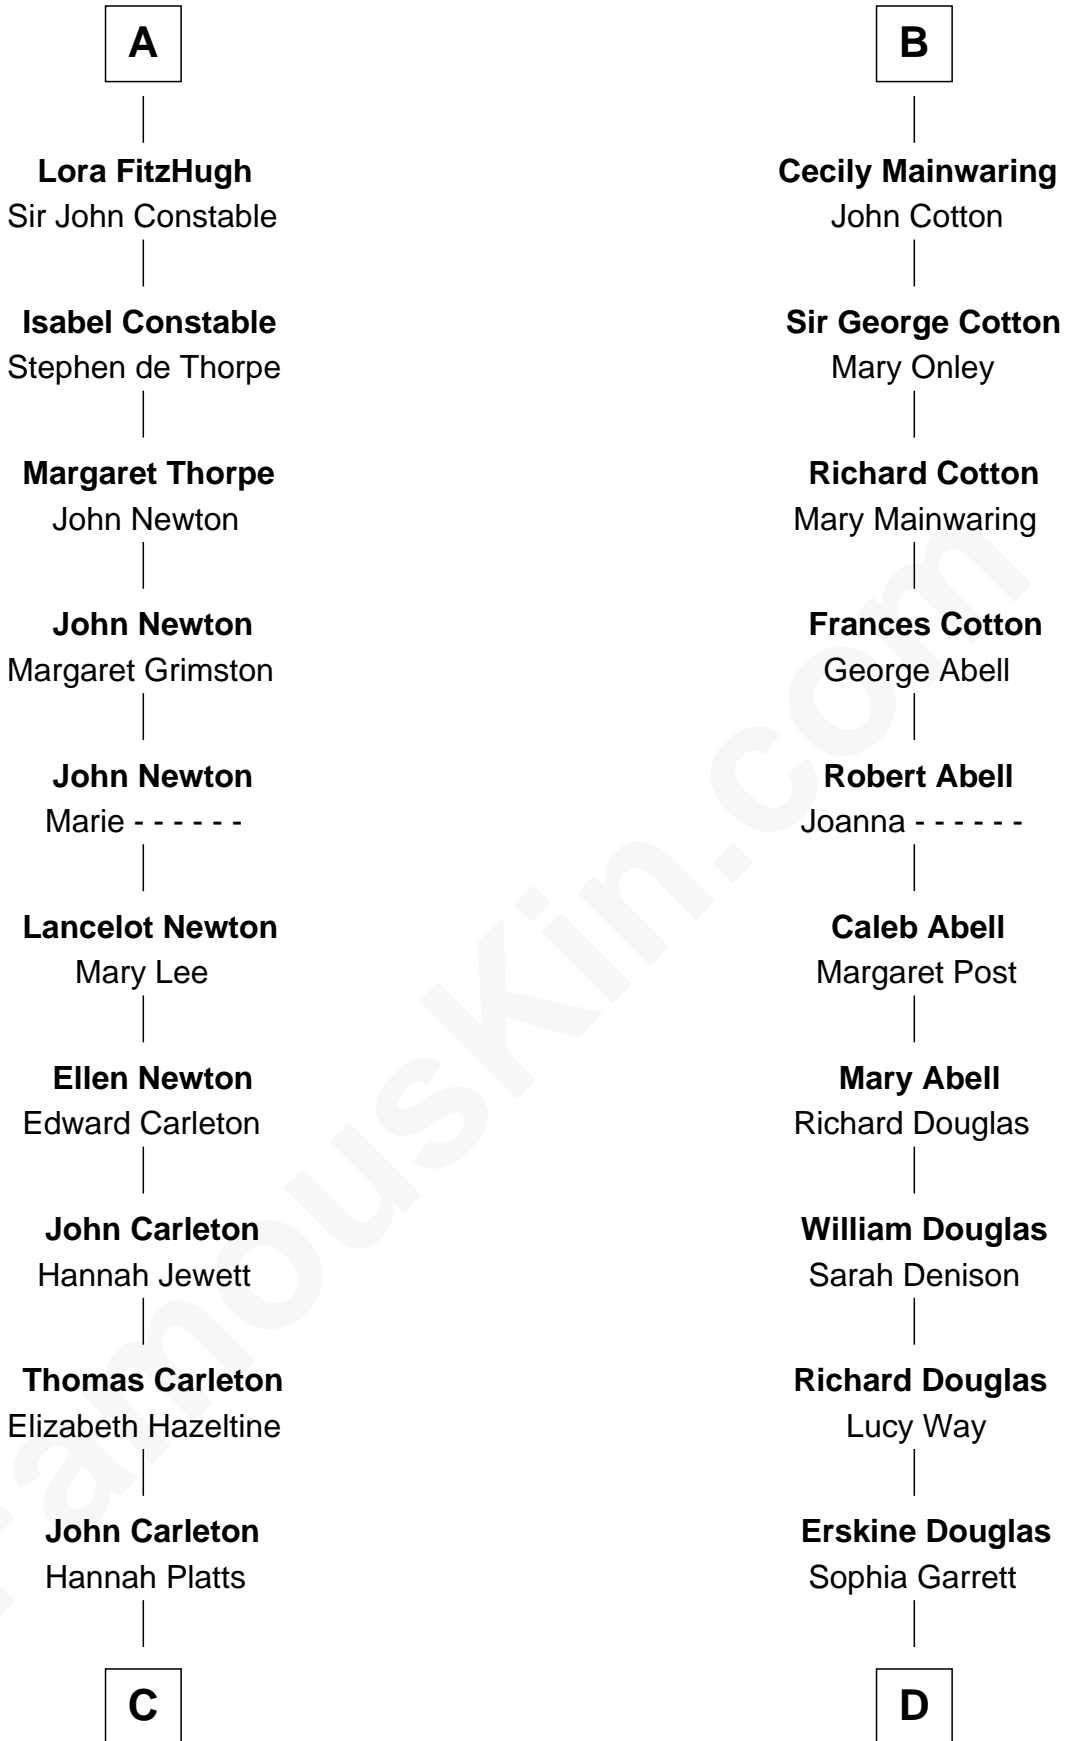 A
Lora FitzHugh
Sir John Constable
Isabel Constable
Stephen de Thorpe
Margaret Thorpe
John Newton
John Newton
Margaret Grimston
John Newton
Marie - - - - - -
Lancelot Newton
Mary Lee
Ellen Newton
Edward Carleton
John Carleton
Hannah Jewett
Thomas Carleton
Elizabeth Hazeltine
John Carleton
Hannah Platts
C
B
Cecily Mainwaring
John Cotton
Sir George Cotton
Mary Onley
Richard Cotton
Mary Mainwaring
Frances Cotton
George Abell
Robert Abell
Joanna - - - - - -
Caleb Abell
Margaret Post
Mary Abell
Richard Douglas
William Douglas
Sarah Denison
Richard Douglas
Lucy Way
Erskine Douglas
Sophia Garrett
D
FamousKin.com